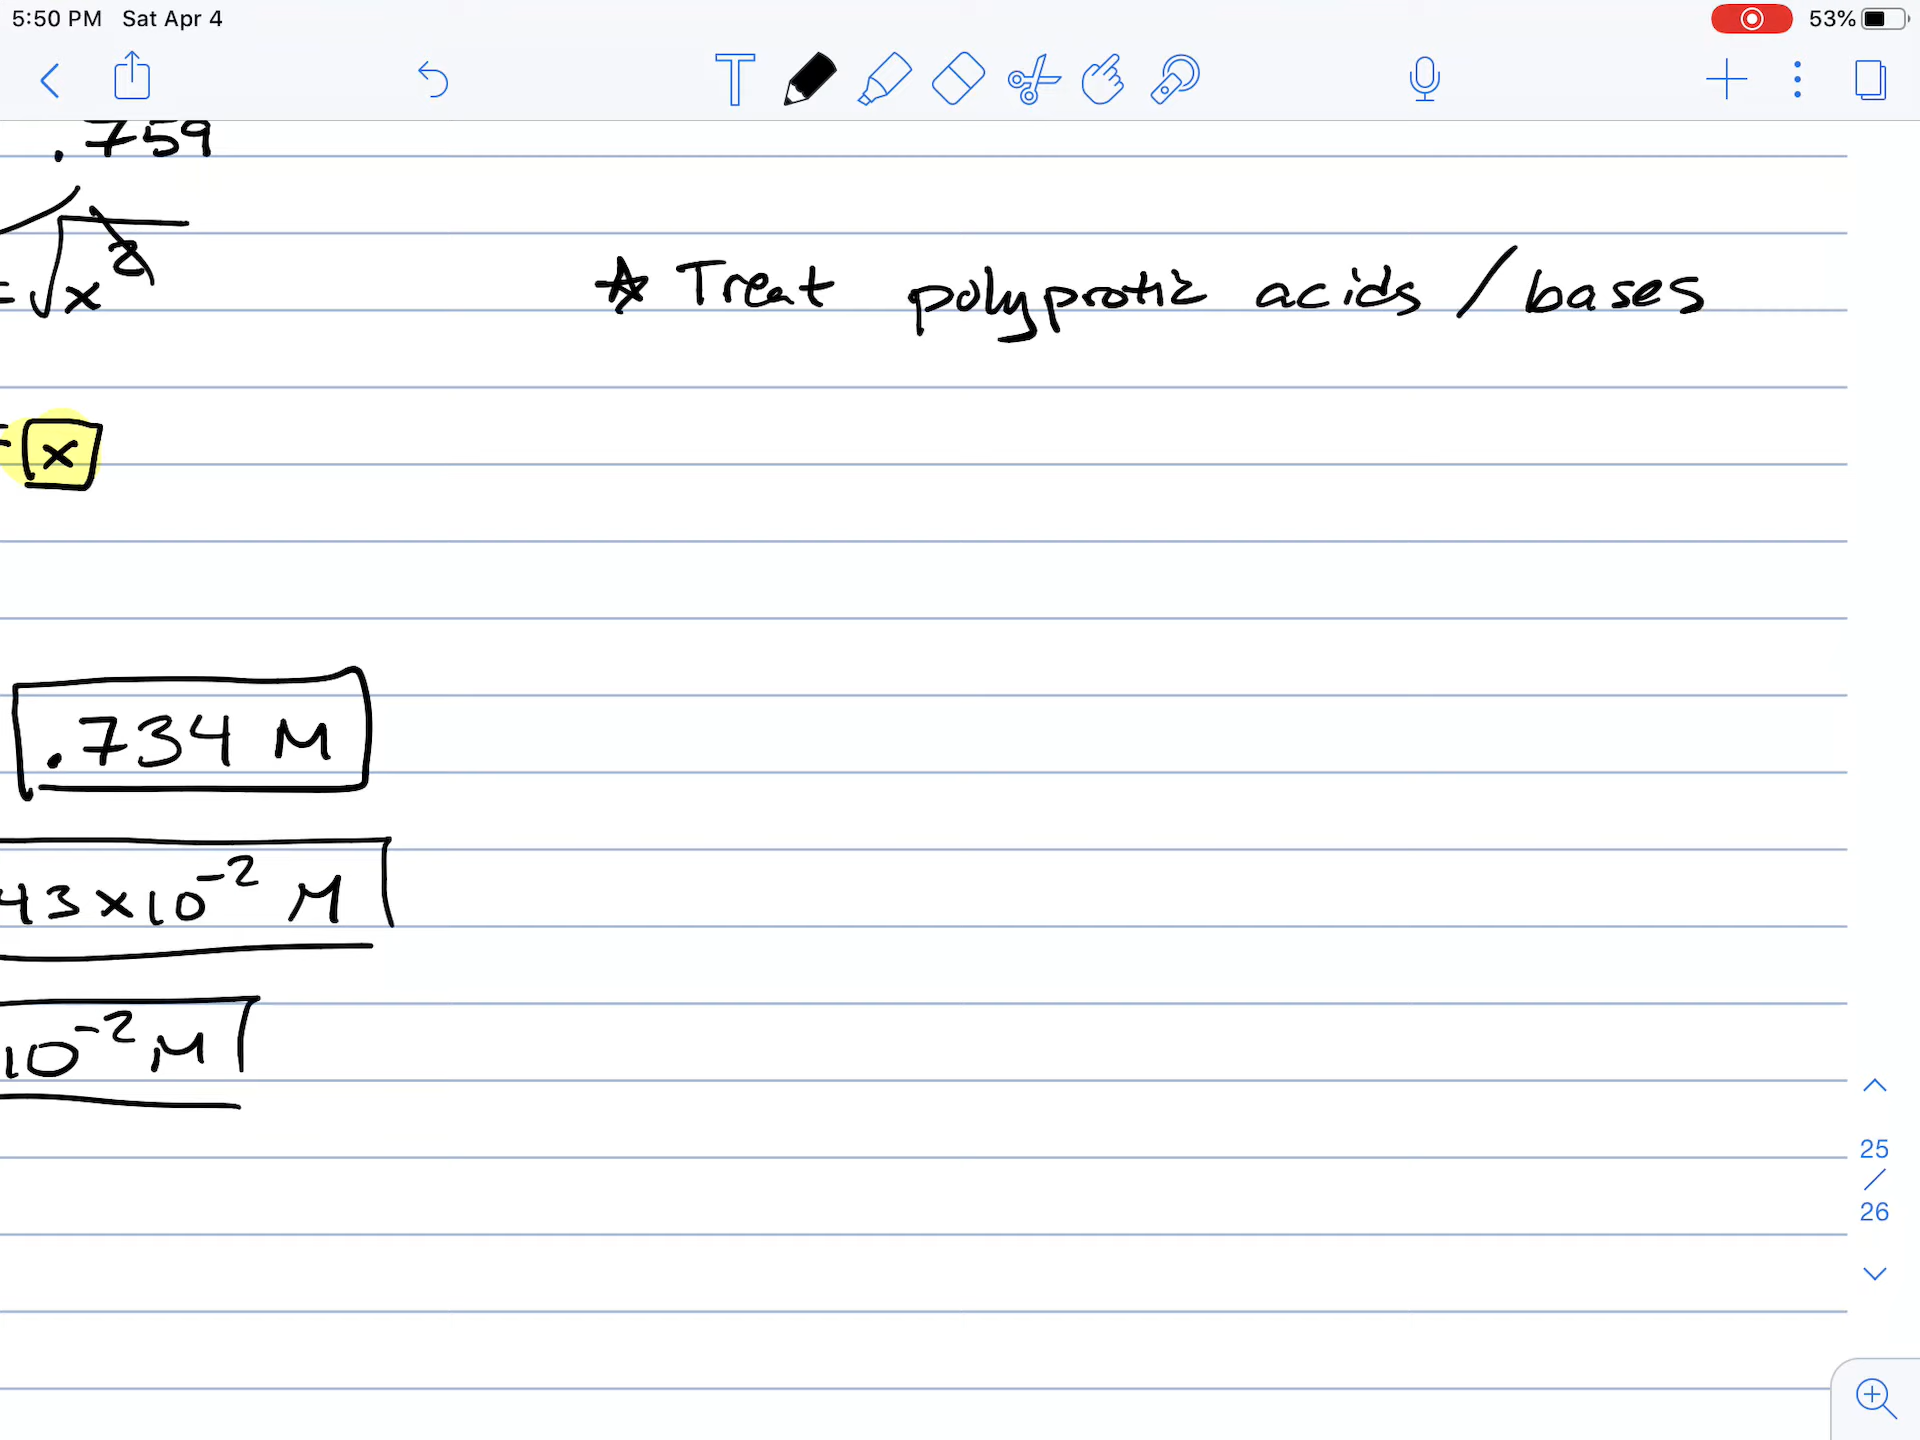 5:50 PM Sat Apr 4
53%
T
.759
=√x²
☆ Treat polyprotic acids / bases
= x
.734 M
43 x 10⁻² M
10⁻² M
25
/
26